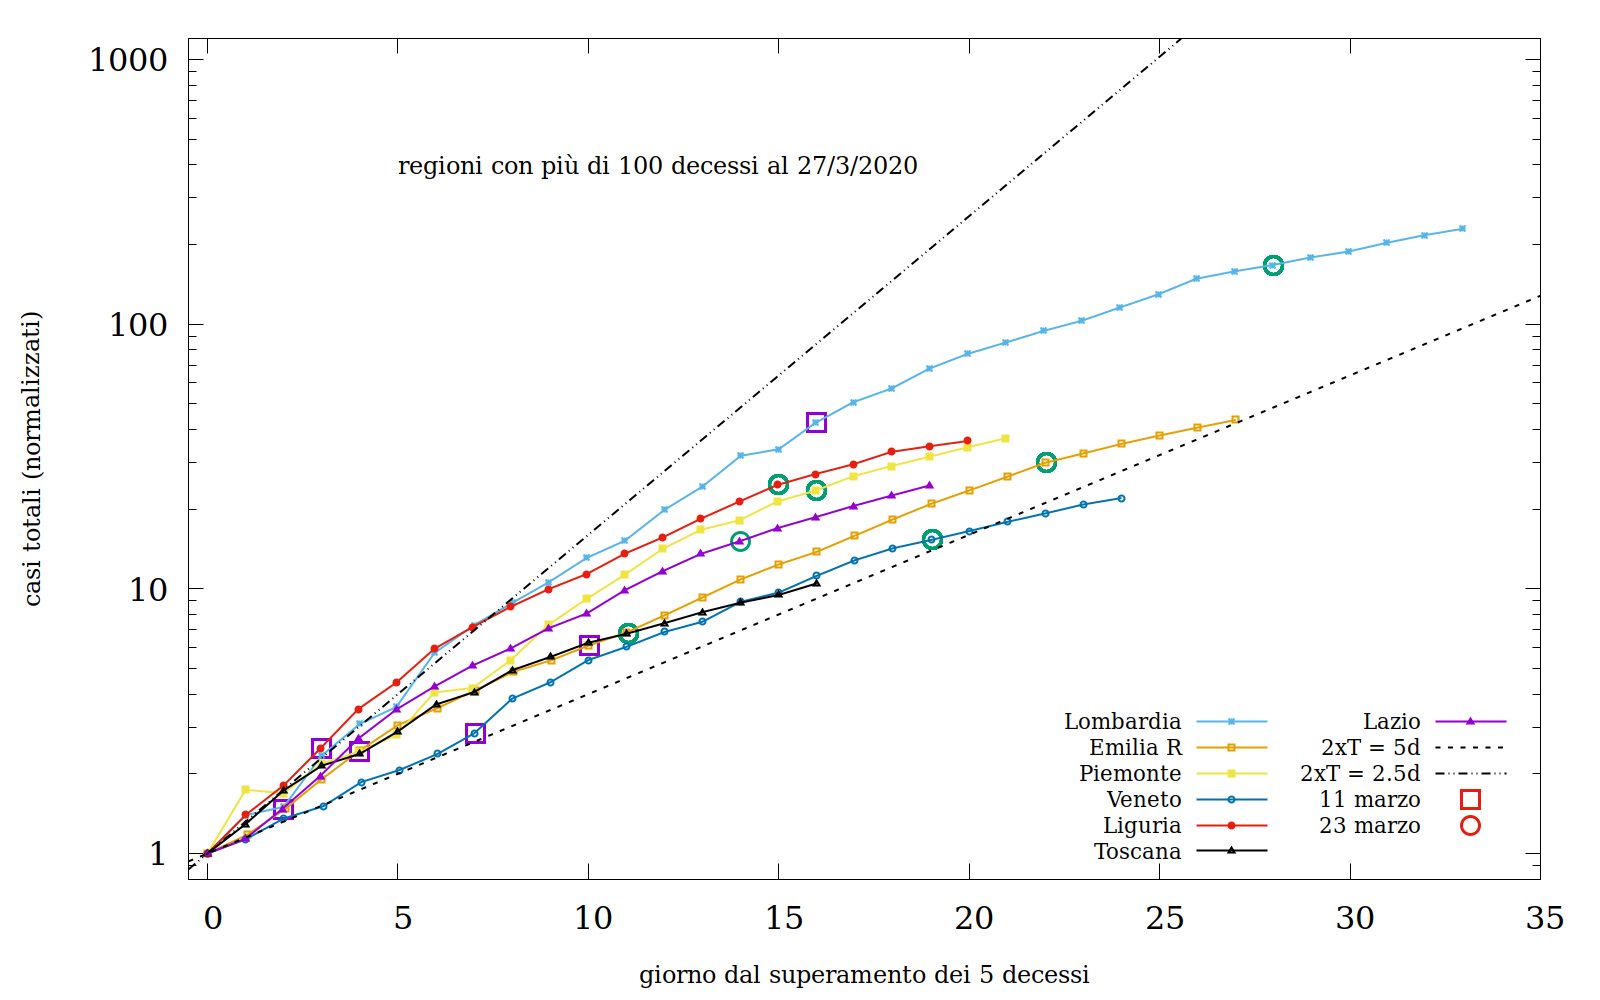 1000
100
10
1
casi totali (normalizzati)
regioni con più di 100 decessi al 27/3/2020
Lombardia
Emilia R
Piemonte
Veneto
Liguria
Toscana
Lazio
2xT = 5d
2xT = 2.5d
11 marzo
23 marzo
0 5 10 15 20 25 30 35
giorno dal superamento dei 5 decessi